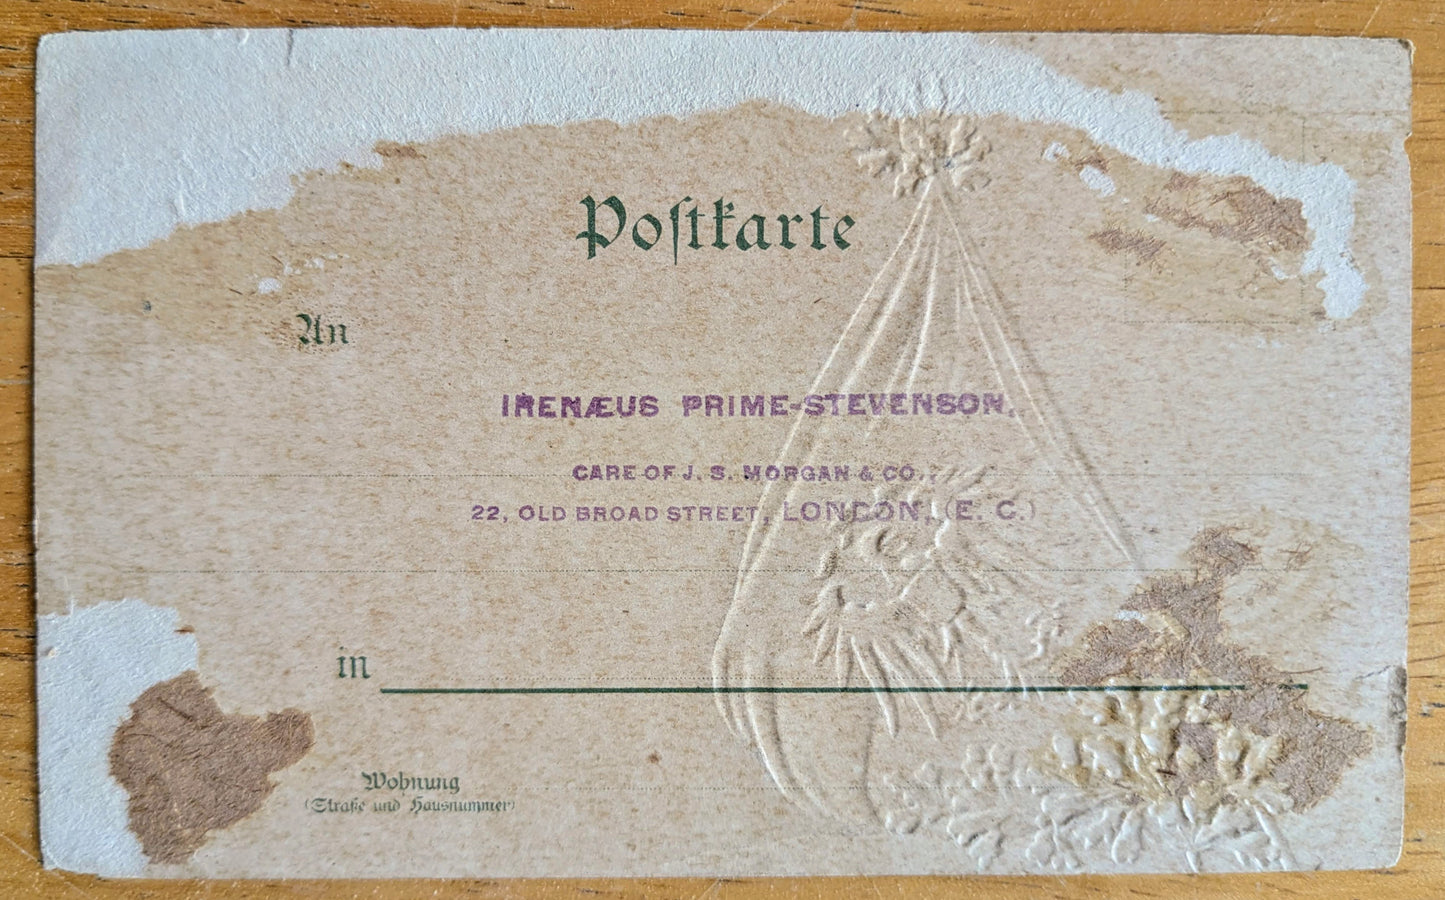 Poſtkarte
An
IRENÆUS PRIME-STEVENSON,
CARE OF J. S. MORGAN & CO.,
22, OLD BROAD STREET, LONDON, (E. C.)
in
Wohnung
(Straße und Hausnummer)